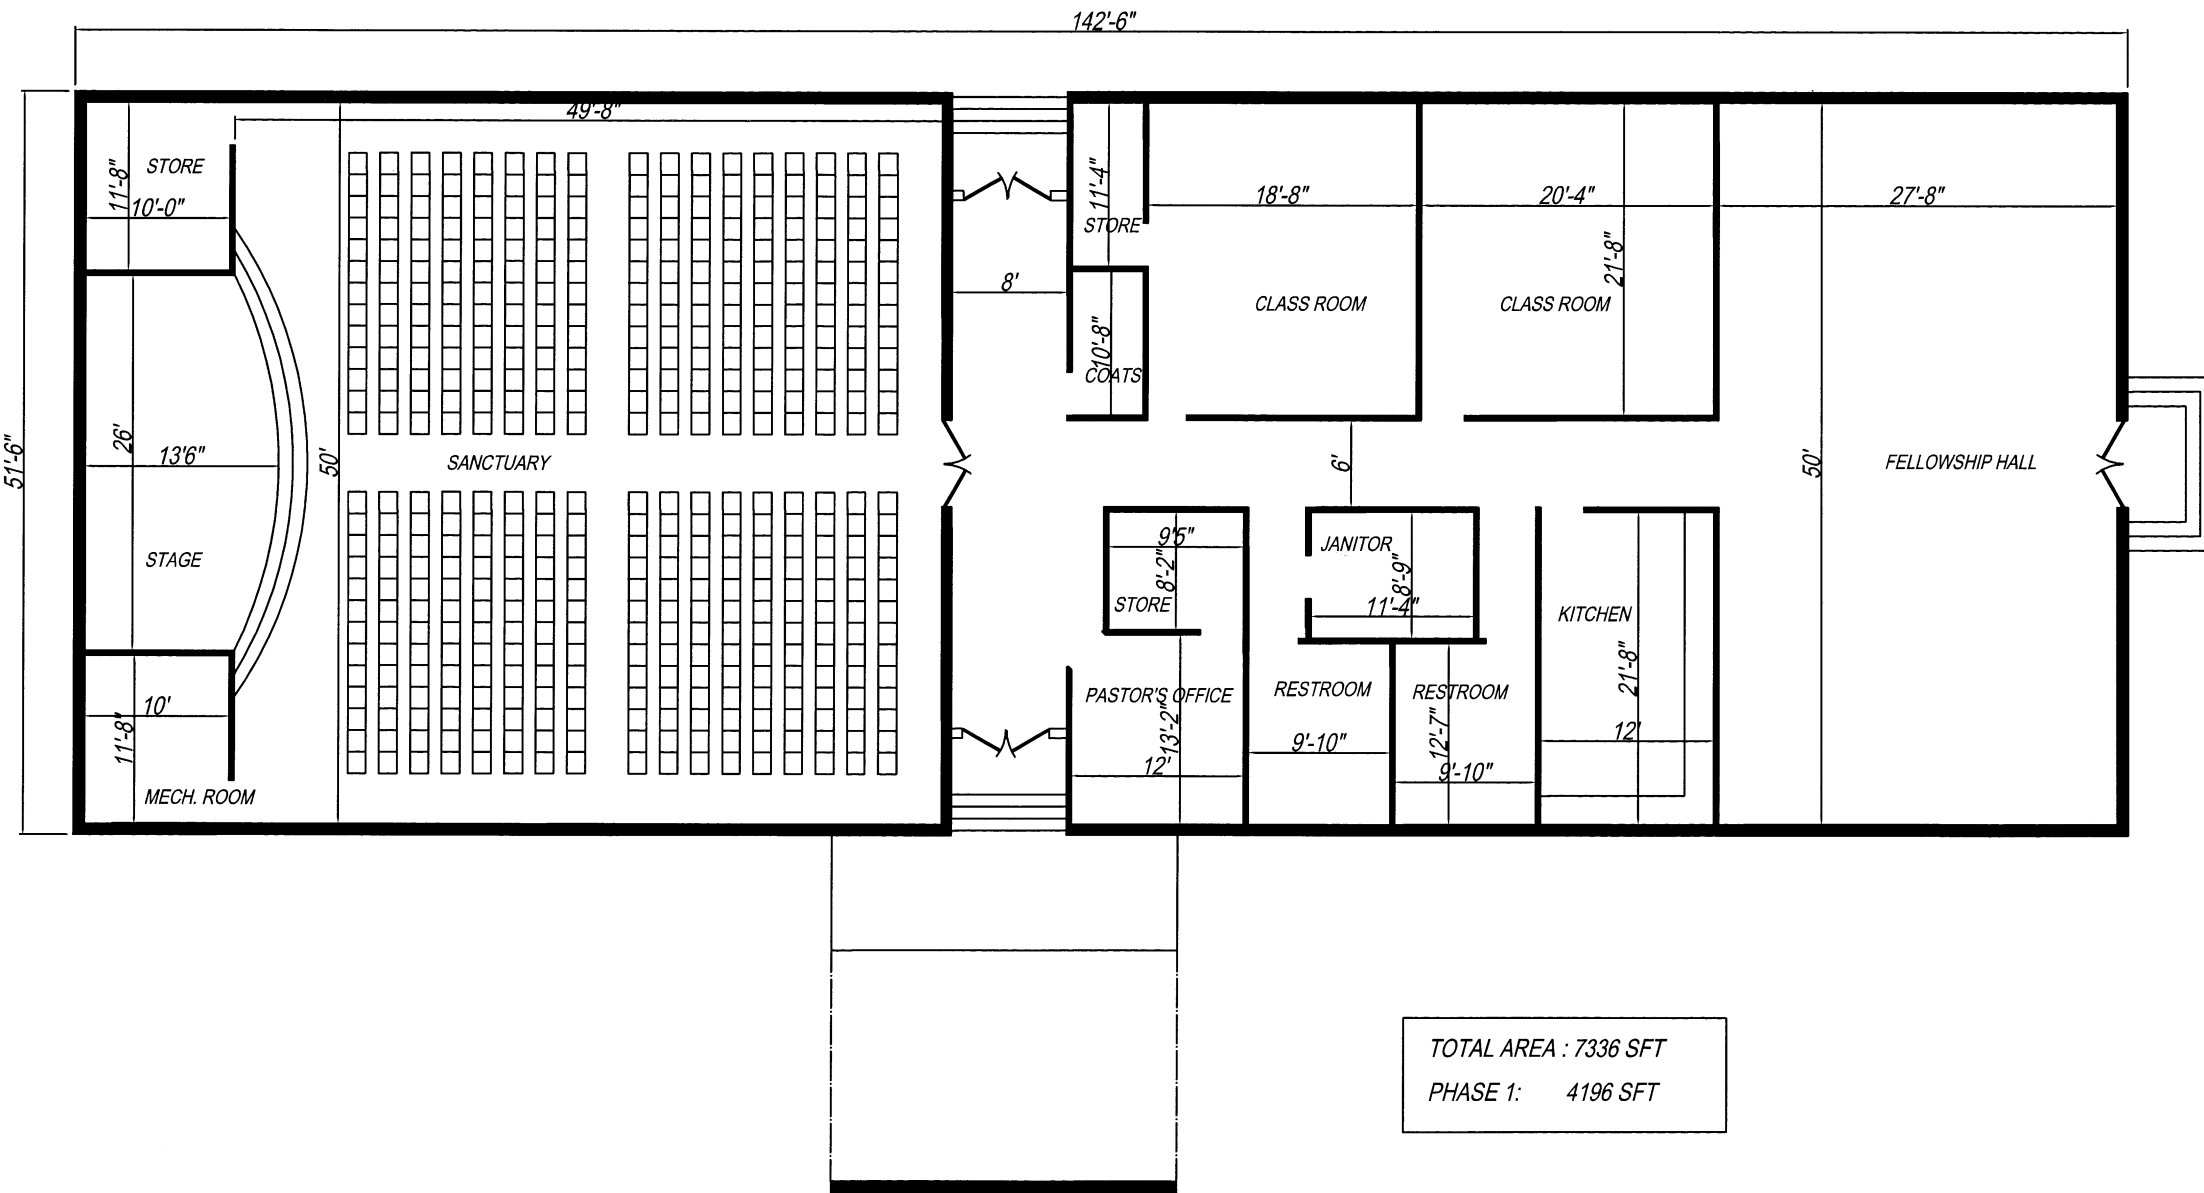 142'-6"
49'-8"
11'-8"
STORE
10'-0"
11'-4"
STORE
18'-8"
20'-4"
27'-8"
21'-8"
8'
CLASS ROOM
CLASS ROOM
10'-8"
COATS
51'-6"
26'
13'6"
50'
SANCTUARY
6'
50'
FELLOWSHIP HALL
STAGE
9'5"
8'-2"
STORE
JANITOR
8'-9"
11'-4"
KITCHEN
21'-8"
10'
11'-8"
MECH. ROOM
PASTOR'S OFFICE
13'-2"
12'
RESTROOM
9'-10"
RESTROOM
12'-7"
9'-10"
12'
TOTAL AREA : 7336 SFT
PHASE 1: 4196 SFT